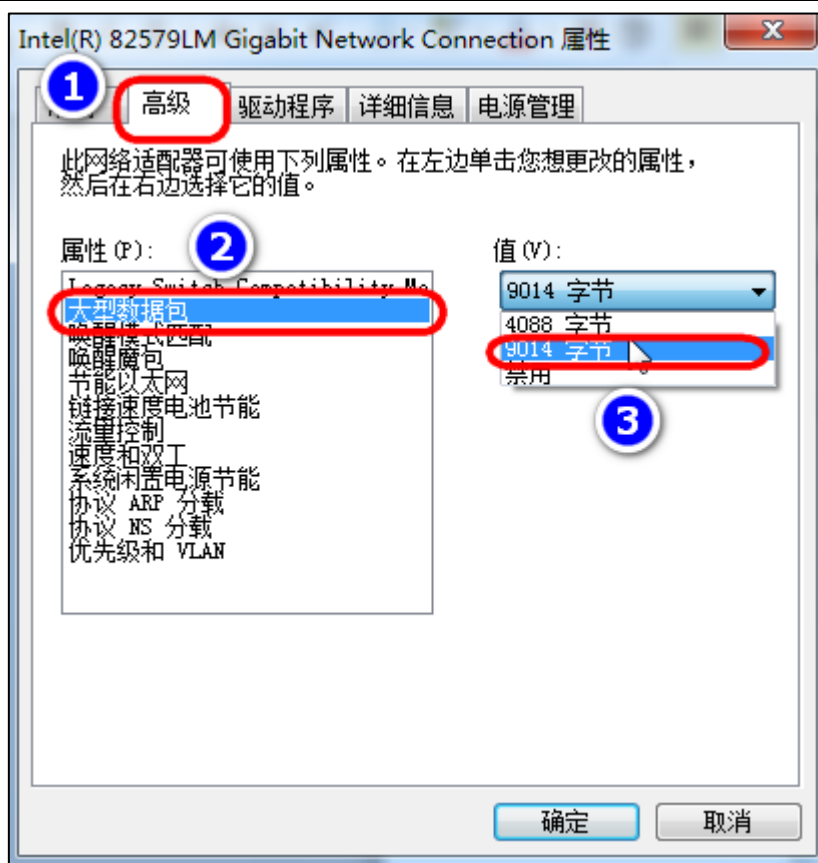 Intel(R) 82579LM Gigabit Network Connection 属性
1
高级 驱动程序 详细信息 电源管理
此网络适配器可使用下列属性。在左边单击您想更改的属性，
然后在右边选择它的值。
2
属性(P): 值(V):
Legacy Switch Compatibility Mo
大型数据包
唤醒模式匹配
唤醒魔包
节能以太网
链接速度电池节能
流量控制
速度和双工
系统闲置电源节能
协议 ARP 分载
协议 NS 分载
优先级和 VLAN
9014 字节
4088 字节
9014 字节
禁用
3
确定 取消